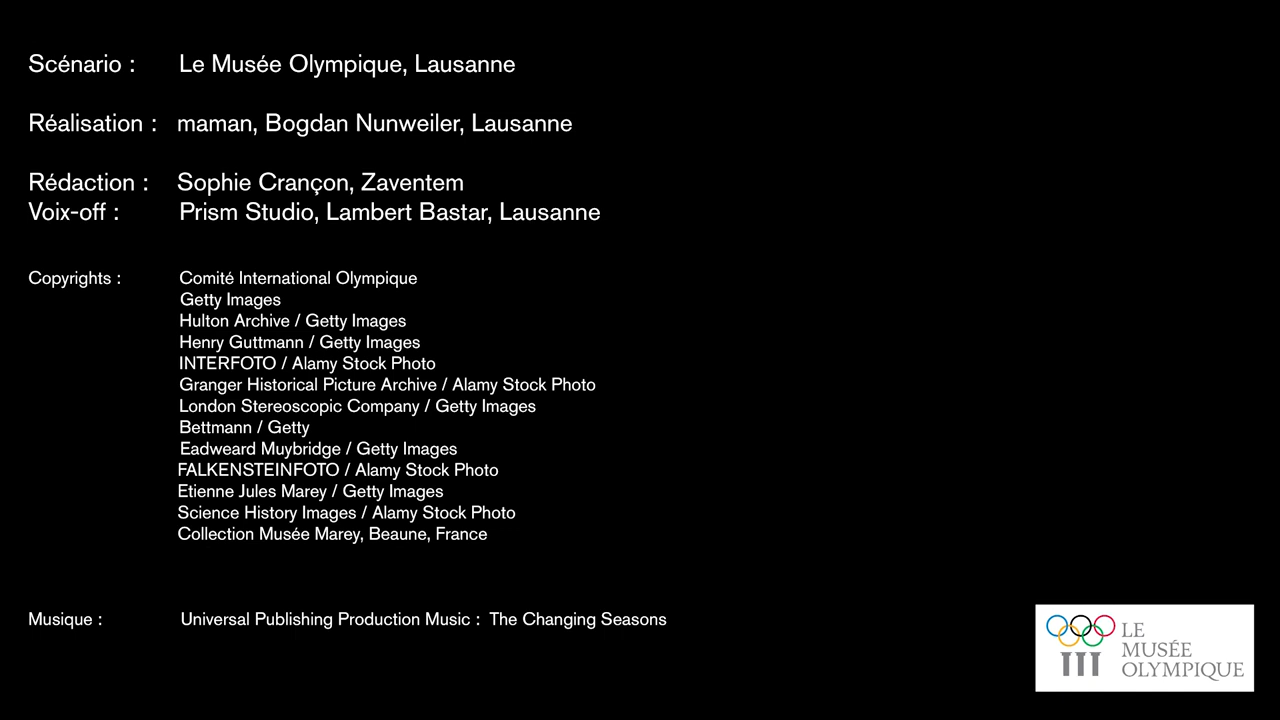 Scénario : Le Musée Olympique, Lausanne
Réalisation : maman, Bogdan Nunweiler, Lausanne
Rédaction : Sophie Crançon, Zaventem
Voix-off : Prism Studio, Lambert Bastar, Lausanne
Copyrights : Comité International Olympique
Getty Images
Hulton Archive / Getty Images
Henry Guttmann / Getty Images
INTERFOTO / Alamy Stock Photo
Granger Historical Picture Archive / Alamy Stock Photo
London Stereoscopic Company / Getty Images
Bettmann / Getty
Eadweard Muybridge / Getty Images
FALKENSTEINFOTO / Alamy Stock Photo
Etienne Jules Marey / Getty Images
Science History Images / Alamy Stock Photo
Collection Musée Marey, Beaune, France
Musique : Universal Publishing Production Music : The Changing Seasons
LE
MUSÉE
OLYMPIQUE